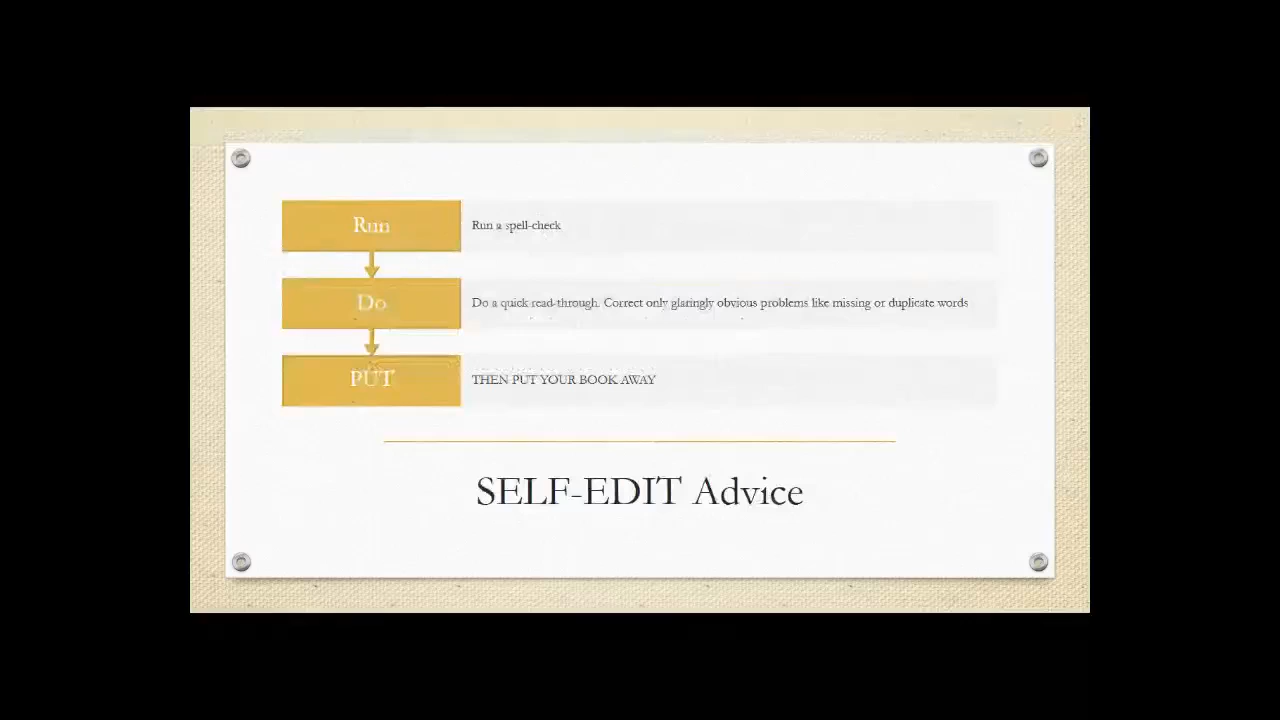 Run
Run a spell-check
Do
Do a quick read-through. Correct only glaringly obvious problems like missing or duplicate words
PUT
THEN PUT YOUR BOOK AWAY
SELF-EDIT Advice